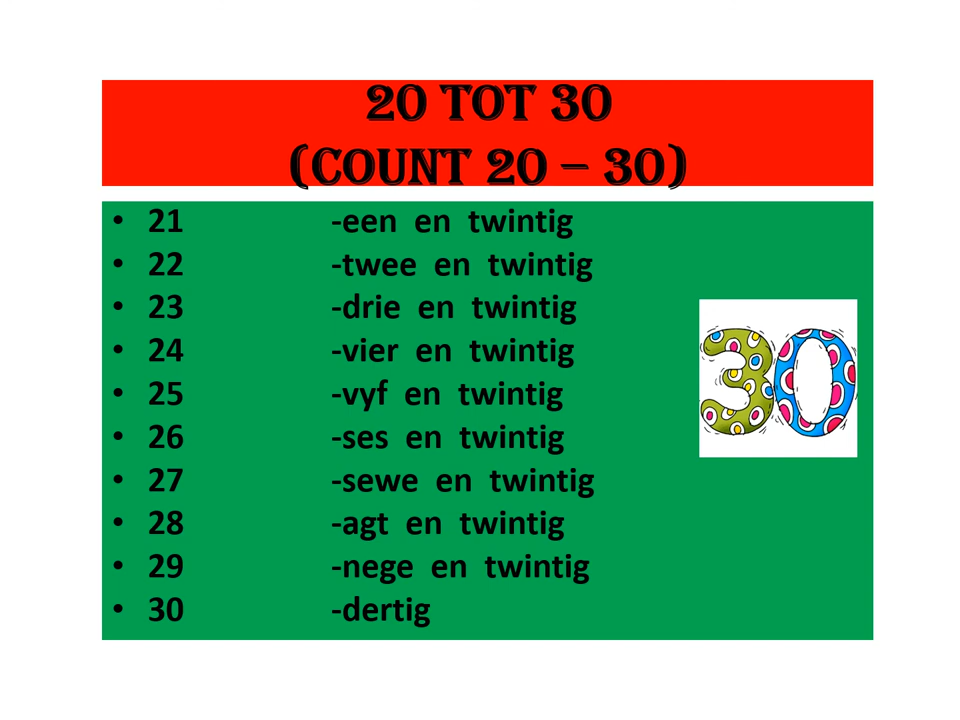 20 TOT 30
(COUNT 20 – 30)
• 21 -een en twintig
• 22 -twee en twintig
• 23 -drie en twintig
• 24 -vier en twintig
• 25 -vyf en twintig
• 26 -ses en twintig
• 27 -sewe en twintig
• 28 -agt en twintig
• 29 -nege en twintig
• 30 -dertig
30